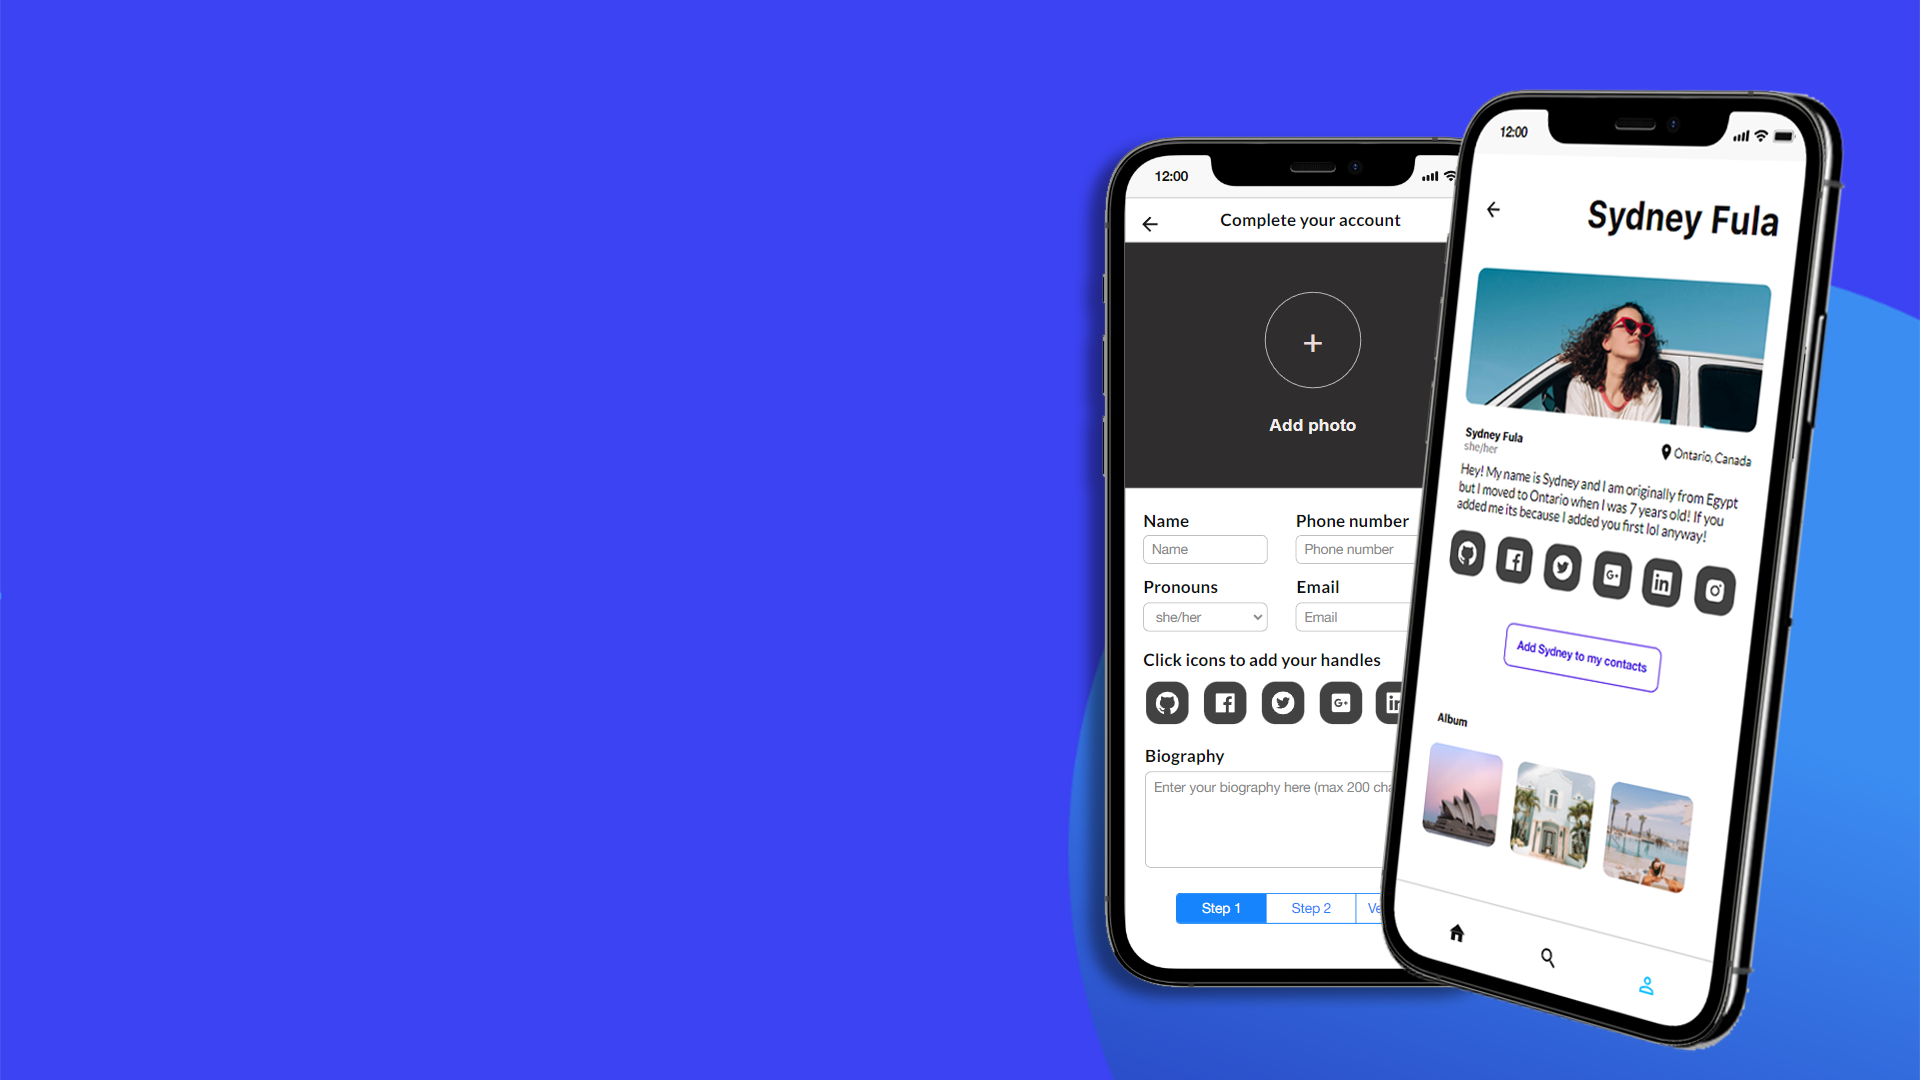 12:00
Complete your account
Add photo
Name
Phone number
Name
Phone number
Pronouns
Email
she/her
Email
Click icons to add your handles
G+
in
Biography
Enter your biography here (max 200 cha
Step 1
Step 2
Ve
12:00
Sydney Fula
Sydney Fula
she/her
Ontario, Canada
Hey! My name is Sydney and I am originally from Egypt
but I moved to Ontario when I was 7 years old! If you
added me its because I added you first lol anyway!
G+
in
Add Sydney to my contacts
Album